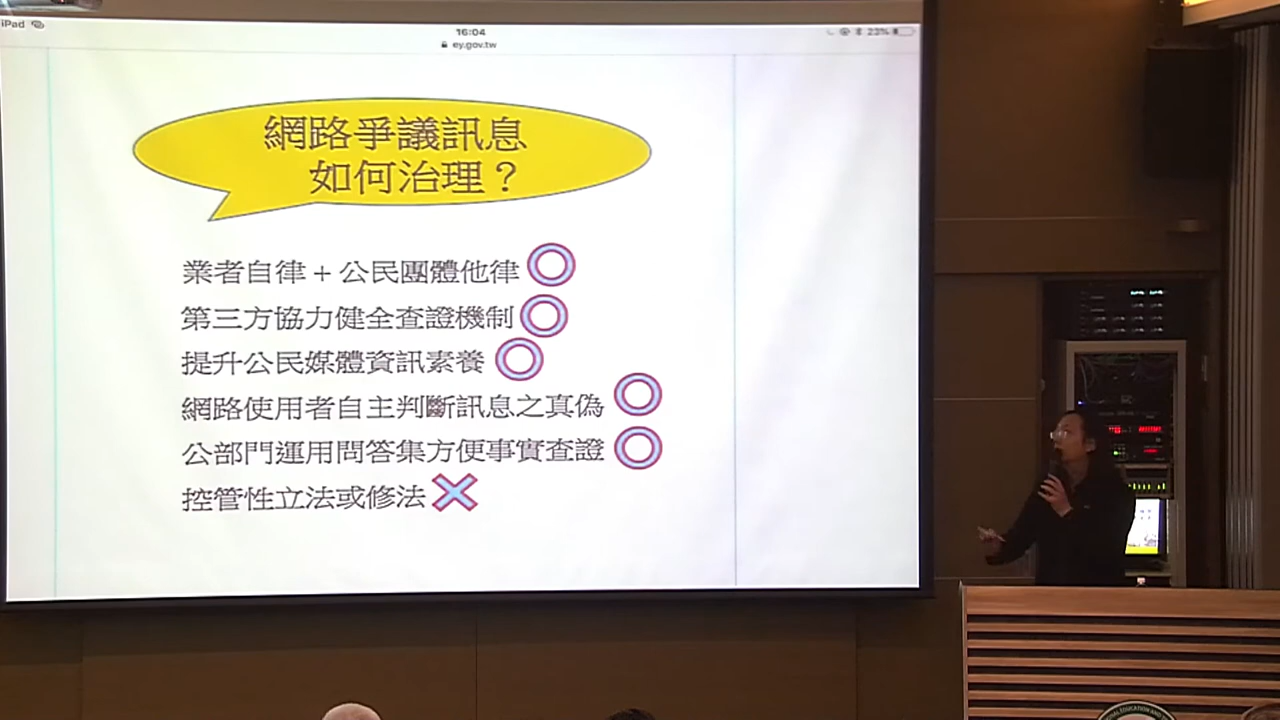 iPad
16:04
23%
ey.gov.tw
網路爭議訊息
如何治理？
業者自律 + 公民團體他律
第三方協力健全查證機制
提升公民媒體資訊素養
網路使用者自主判斷訊息之真偽
公部門運用問答集方便事實查證
控管性立法或修法